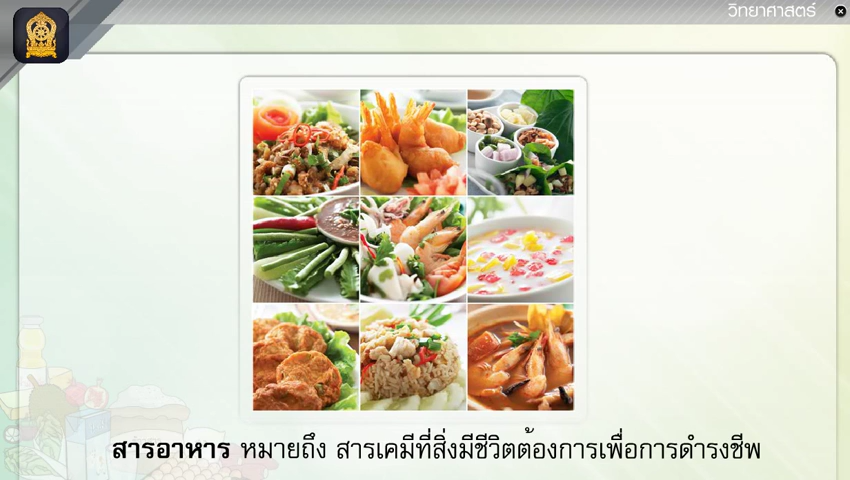 วิทยาศาสตร์
สารอาหาร หมายถึง สารเคมีที่สิ่งมีชีวิตต้องการเพื่อการดำรงชีพ